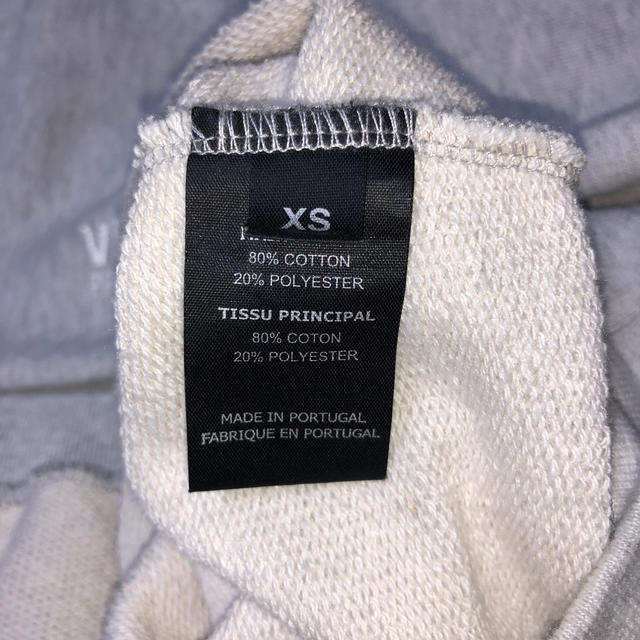 XS
80% COTTON
20% POLYESTER
TISSU PRINCIPAL
80% COTON
20% POLYESTER
MADE IN PORTUGAL
FABRIQUE EN PORTUGAL
V